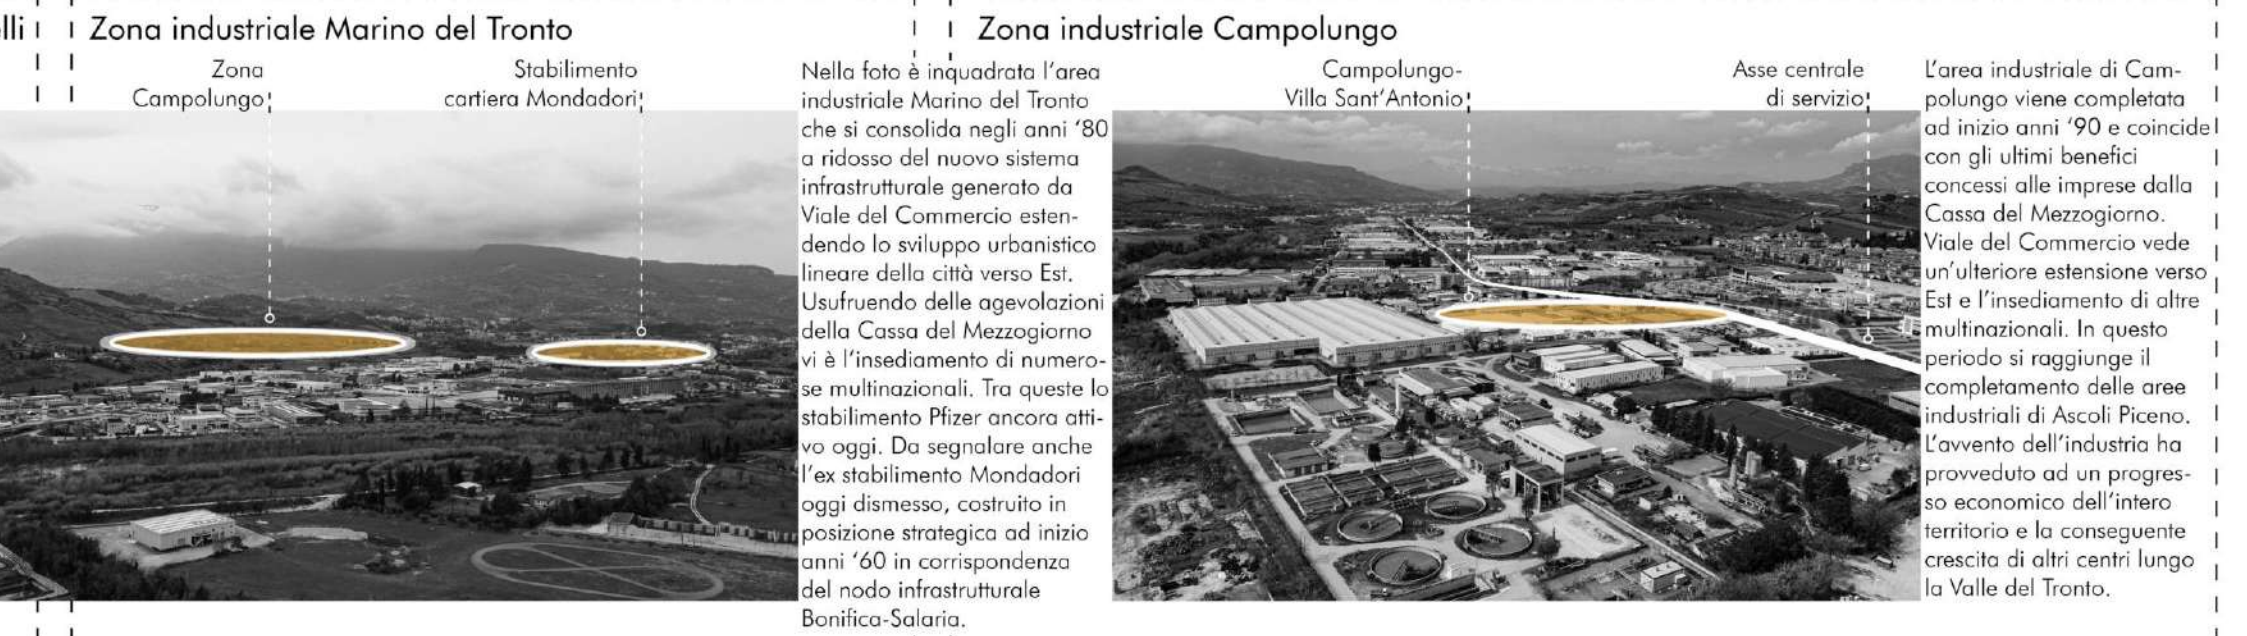 elli
Zona industriale Marino del Tronto
Zona
Campolungo
Stabilimento
cartiera Mondadori
Nella foto è inquadrata l'area
industriale Marino del Tronto
che si consolida negli anni '80
a ridosso del nuovo sistema
infrastrutturale generato da
Viale del Commercio esten-
dendo lo sviluppo urbanistico
lineare della città verso Est.
Usufruendo delle agevolazioni
della Cassa del Mezzogiorno
vi è l'insediamento di numero-
se multinazionali. Tra queste lo
stabilimento Pfizer ancora atti-
vo oggi. Da segnalare anche
l'ex stabilimento Mondadori
oggi dismesso, costruito in
posizione strategica ad inizio
anni '60 in corrispondenza
del nodo infrastrutturale
Bonifica-Salaria.
Zona industriale Campolungo
Campolungo-
Villa Sant'Antonio
Asse centrale
di servizio
L'area industriale di Cam-
polungo viene completata
ad inizio anni '90 e coincide
con gli ultimi benefici
concessi alle imprese dalla
Cassa del Mezzogiorno.
Viale del Commercio vede
un'ulteriore estensione verso
Est e l'insediamento di altre
multinazionali. In questo
periodo si raggiunge il
completamento delle aree
industriali di Ascoli Piceno.
L'avvento dell'industria ha
provveduto ad un progres-
so economico dell'intero
territorio e la conseguente
crescita di altri centri lungo
la Valle del Tronto.